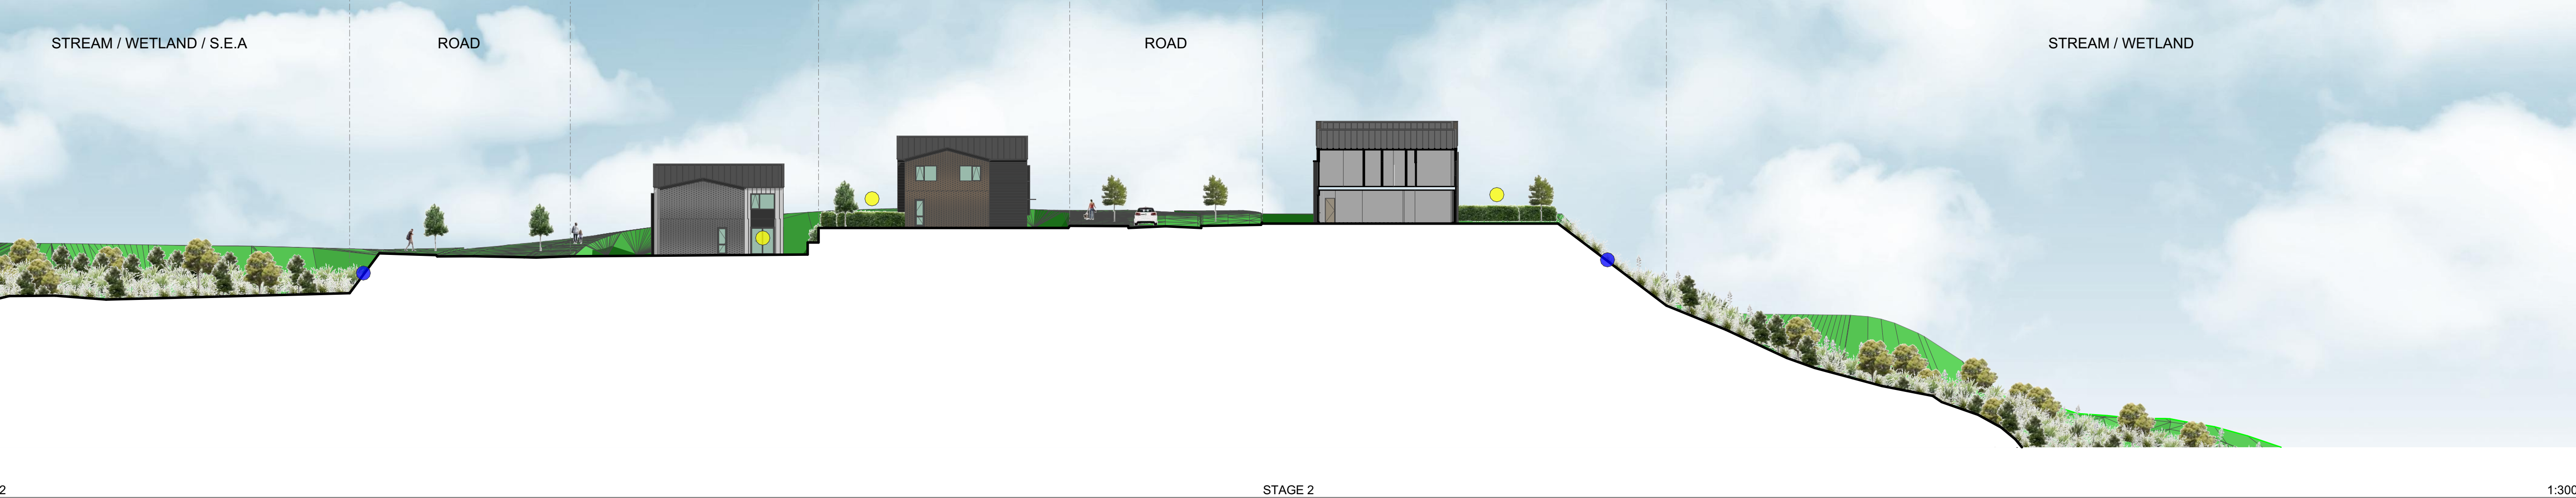 STREAM / WETLAND / S.E.A
ROAD
ROAD
STREAM / WETLAND
2
STAGE 2
1:300